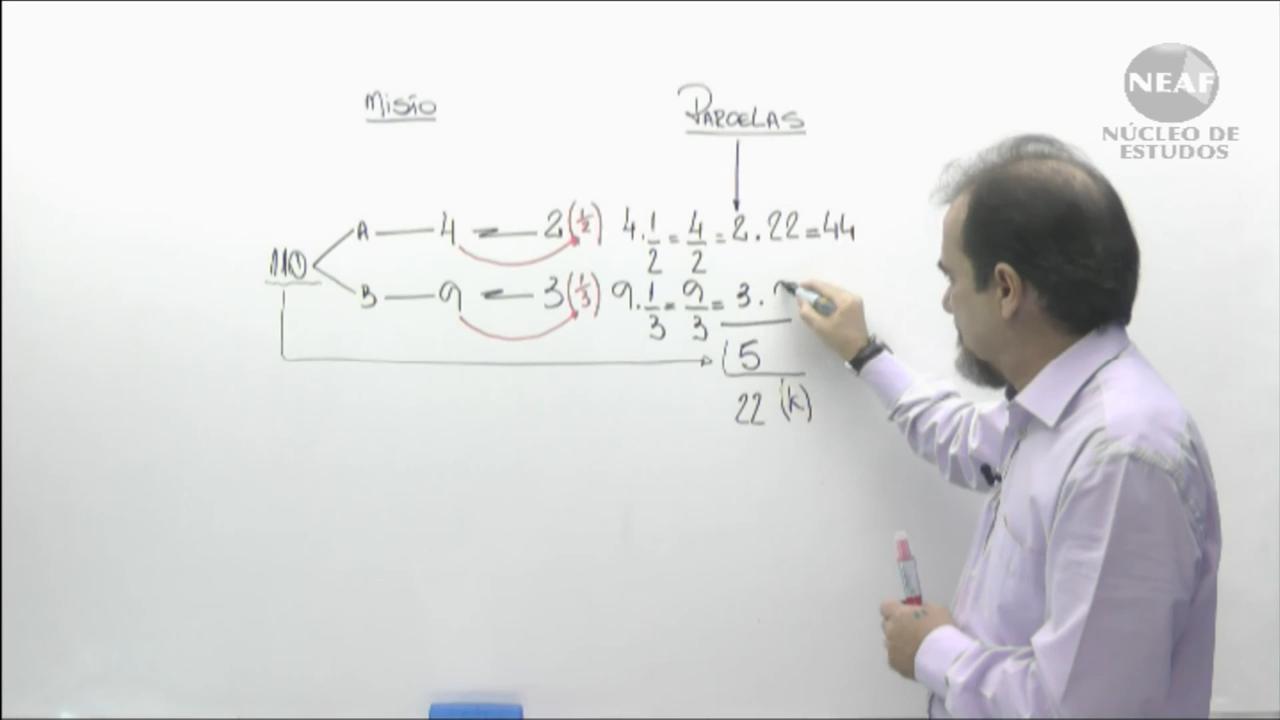 NEAF
NÚCLEO DE
ESTUDOS
Misto
PARCELAS
A — 4 — 2 (1/2) 4 . 1/2 = 4/2 = 2 . 22 = 44
110
B — 9 — 3 (1/3) 9 . 1/3 = 9/3 = 3 .
5
22 (k)